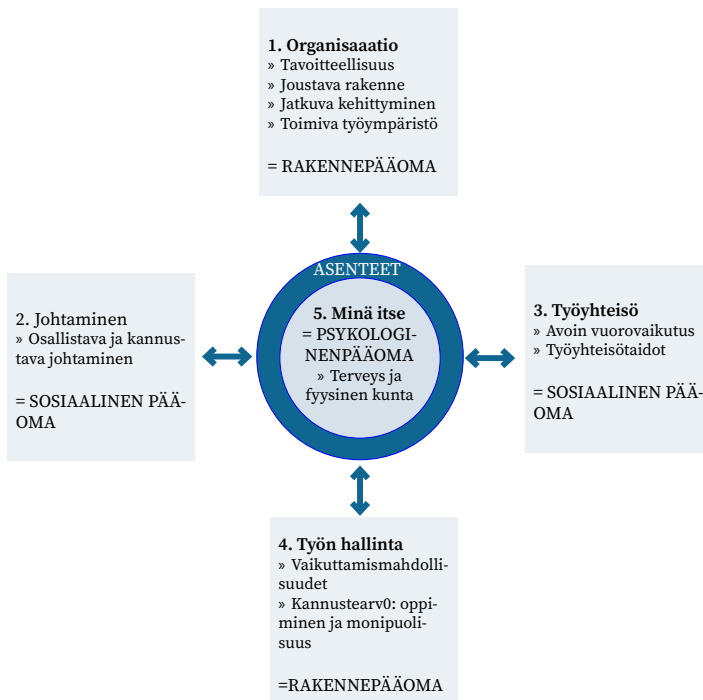 1. Organisaatio
» Tavoitteellisuus
» Joustava rakenne
» Jatkuva kehittyminen
» Toimiva työympäristö
= RAKENNEPÄÄOMA
ASENTEET
5. Minä itse
= PSYKOLOGI-
NENPÄÄOMA
» Terveys ja
fyysinen kunta
2. Johtaminen
» Osallistava ja kannus-
tava johtaminen
= SOSIAALINEN PÄÄ-
OMA
3. Työyhteisö
» Avoin vuorovaikutus
» Työyhteisötaidot
= SOSIAALINEN PÄÄ-
OMA
4. Työn hallinta
» Vaikuttamismahdolli-
suudet
» Kannustearv0: oppi-
minen ja monipuoli-
suus
=RAKENNEPÄÄOMA